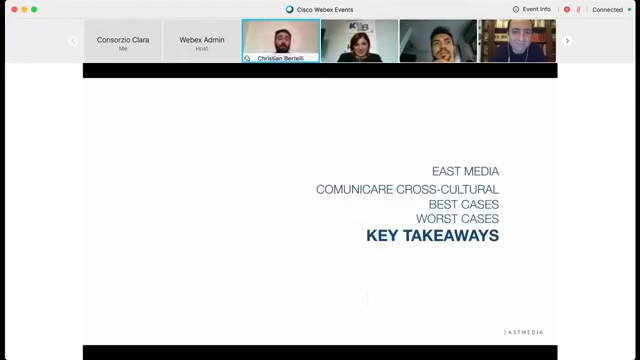 Cisco Webex Events
Event Info
Connected
Consorzio Clara
Me
Webex Admin
Host
Christian Bertelli
EAST MEDIA
COMUNICARE CROSS-CULTURAL
BEST CASES
WORST CASES
KEY TAKEAWAYS
EASTMEDIA